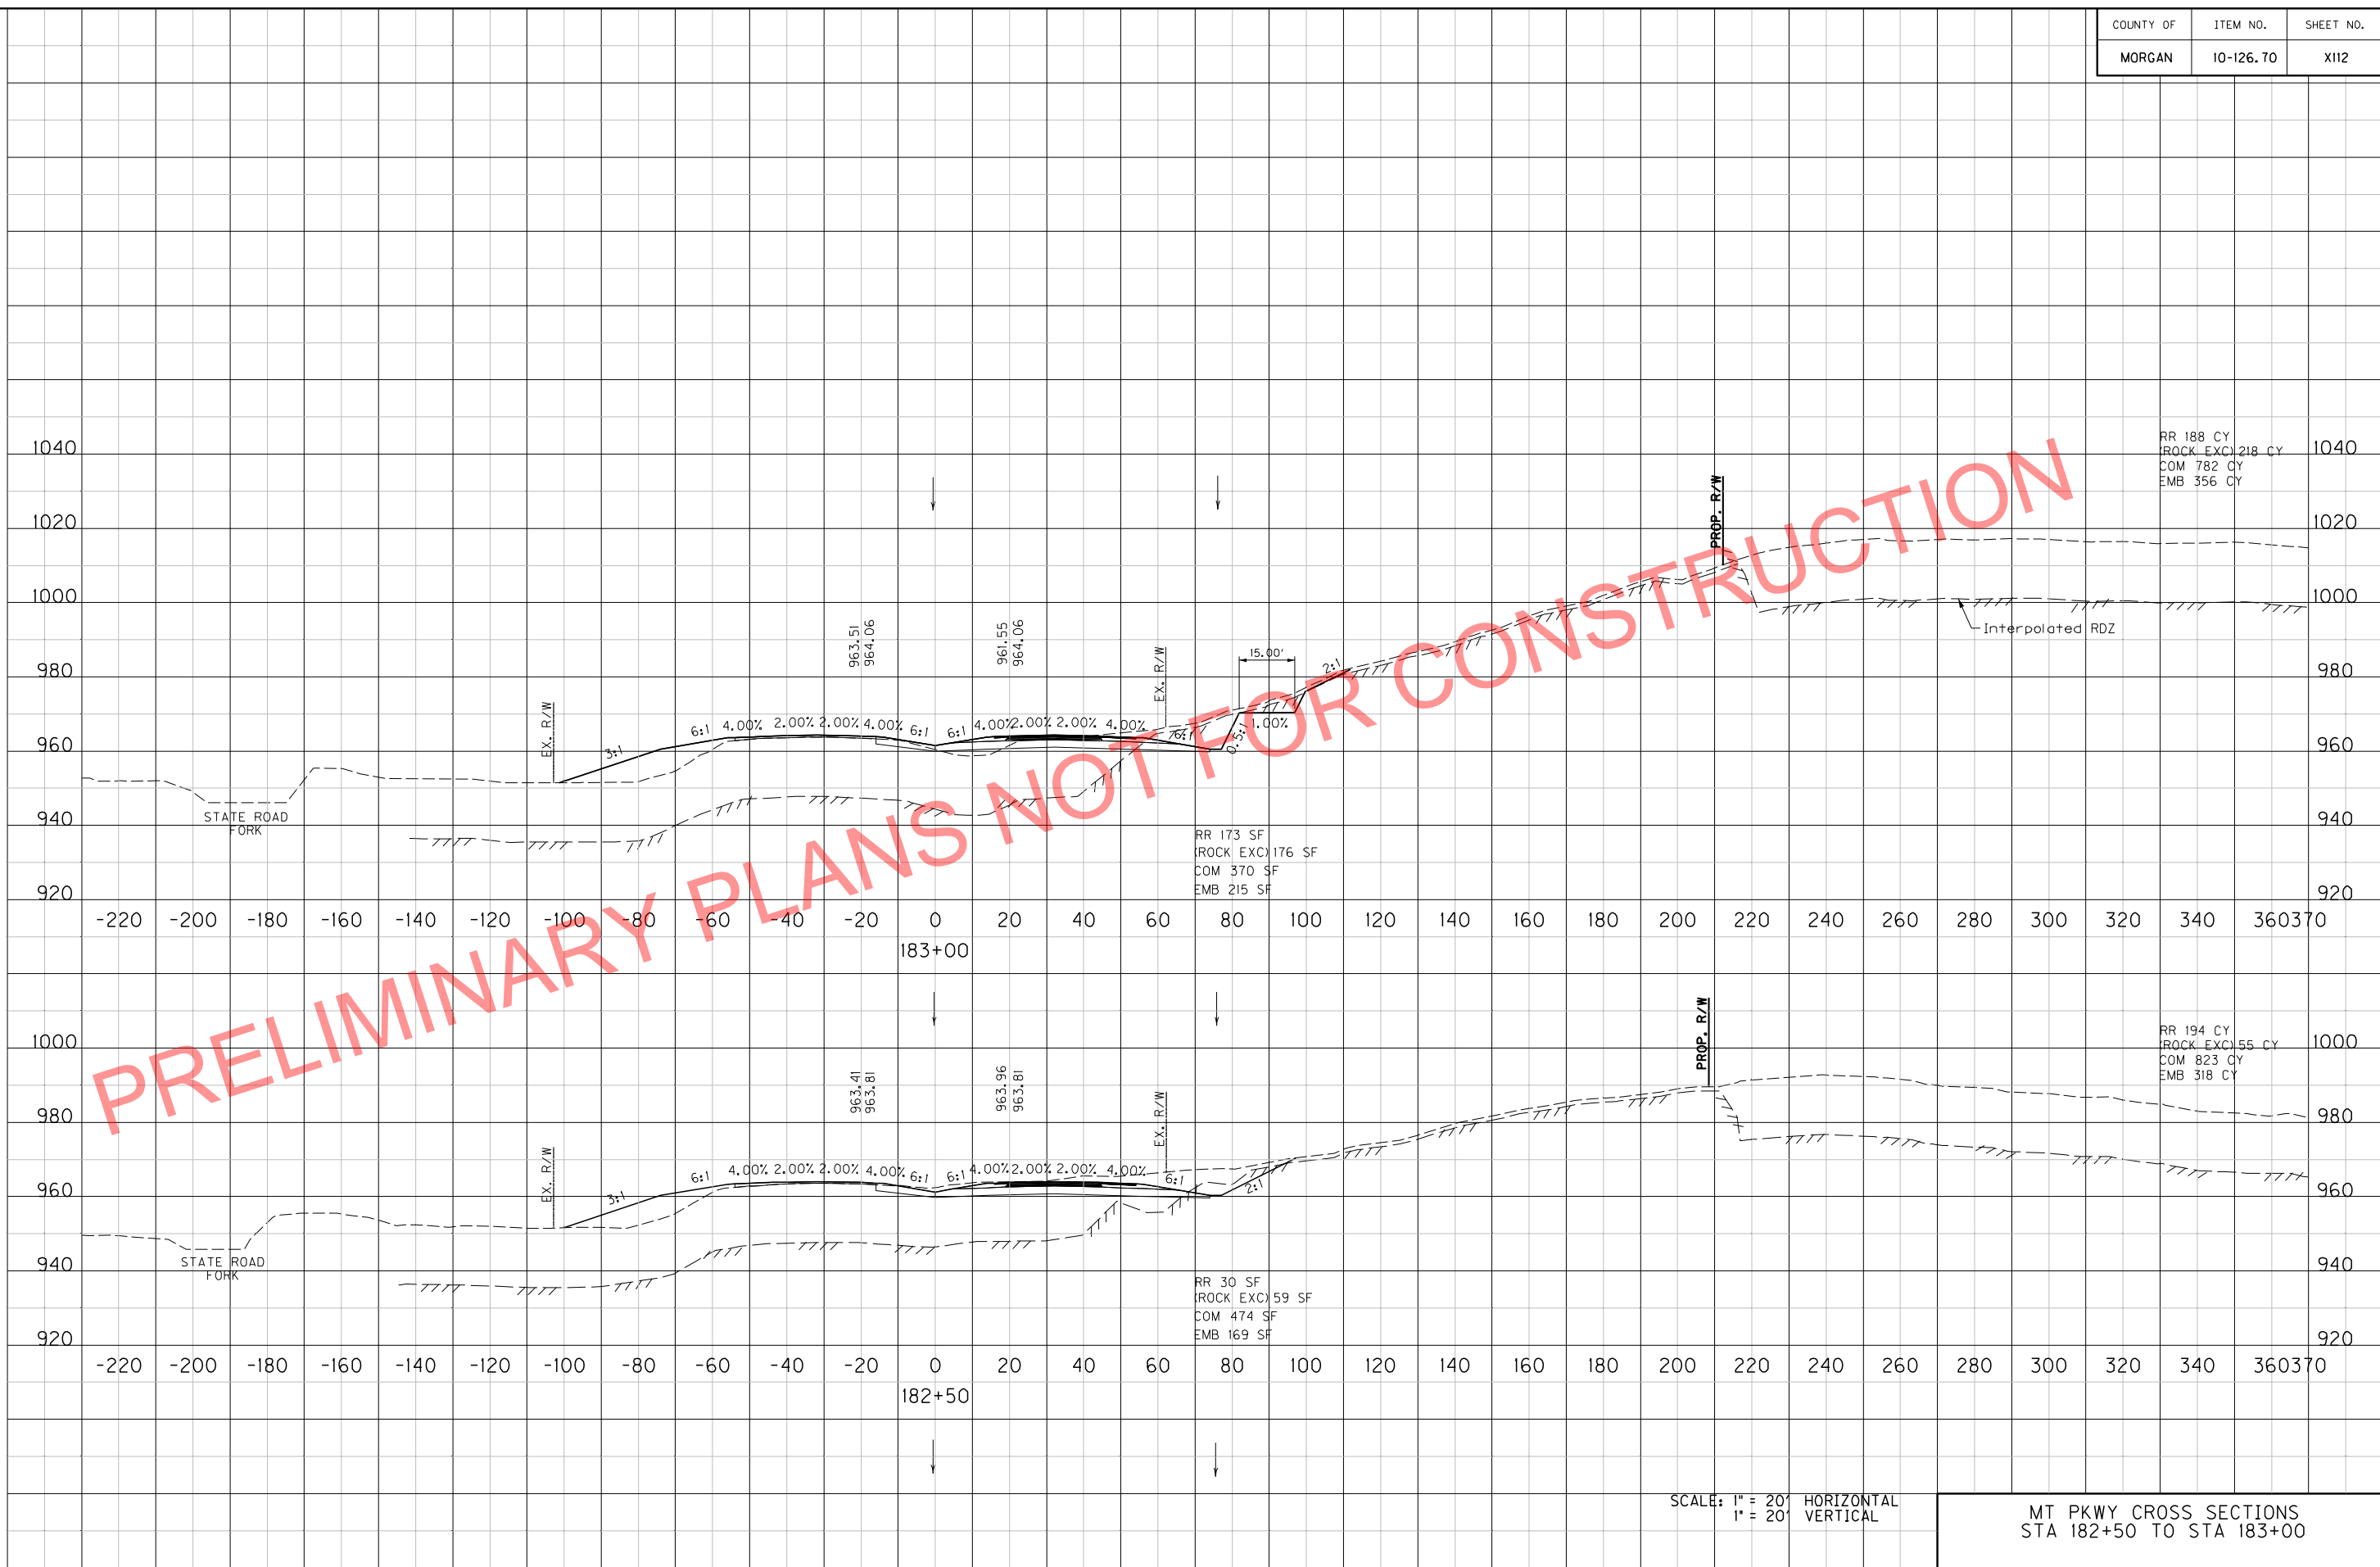 COUNTY OF ITEM NO. SHEET NO.
MORGAN 10-126.70 X112
1040 1040
RR 188 CY
(ROCK EXC) 218 CY
COM 782 CY
EMB 356 CY
1020 1020
PROP. R/W
1000 1000
Interpolated RDZ
963.51
964.06
961.55
964.06
EX. R/W
15.00'
2:1
980 980
EX. R/W
3:1 6:1 4.00% 2.00% 2.00% 4.00% 6:1 6:1 4.00% 2.00% 2.00% 4.00% 6:1 0.5:1 1.00%
960 960
STATE ROAD
FORK
940 940
RR 173 SF
(ROCK EXC) 176 SF
COM 370 SF
EMB 215 SF
920 920
-220 -200 -180 -160 -140 -120 -100 -80 -60 -40 -20 0 20 40 60 80 100 120 140 160 180 200 220 240 260 280 300 320 340 360 370
183+00
PRELIMINARY PLANS NOT FOR CONSTRUCTION
PROP. R/W
1000 1000
RR 194 CY
(ROCK EXC) 55 CY
COM 823 CY
EMB 318 CY
963.41
963.81
963.96
963.81
EX. R/W
980 980
EX. R/W
3:1 6:1 4.00% 2.00% 2.00% 4.00% 6:1 6:1 4.00% 2.00% 2.00% 4.00% 6:1 2:1
960 960
STATE ROAD
FORK
940 940
RR 30 SF
(ROCK EXC) 59 SF
COM 474 SF
EMB 169 SF
920 920
-220 -200 -180 -160 -140 -120 -100 -80 -60 -40 -20 0 20 40 60 80 100 120 140 160 180 200 220 240 260 280 300 320 340 360 370
182+50
SCALE: 1" = 20' HORIZONTAL
1" = 20' VERTICAL
MT PKWY CROSS SECTIONS
STA 182+50 TO STA 183+00